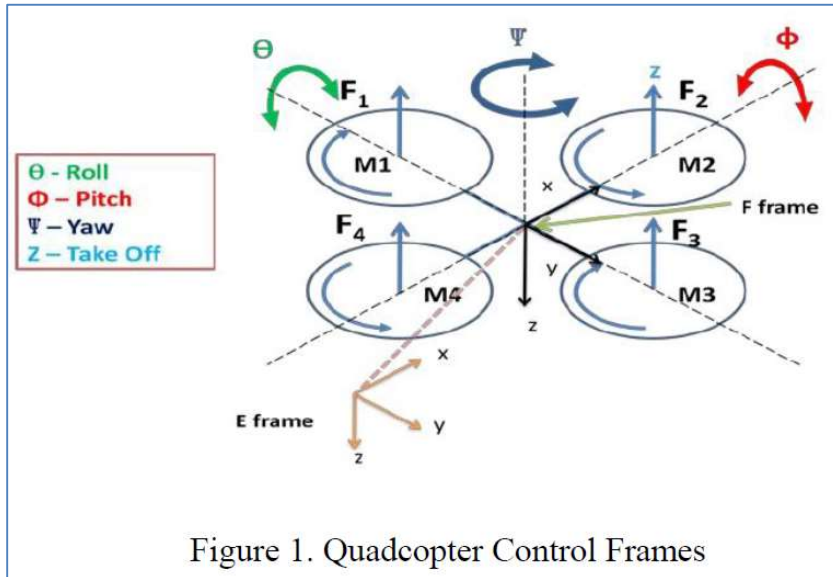 Θ
Ψ
Φ
F1
z
F2
M1
M2
Θ - Roll
Φ – Pitch
Ψ – Yaw
Z – Take Off
x
F frame
F4
F3
y
M4
M3
z
x
E frame
y
z
Figure 1. Quadcopter Control Frames